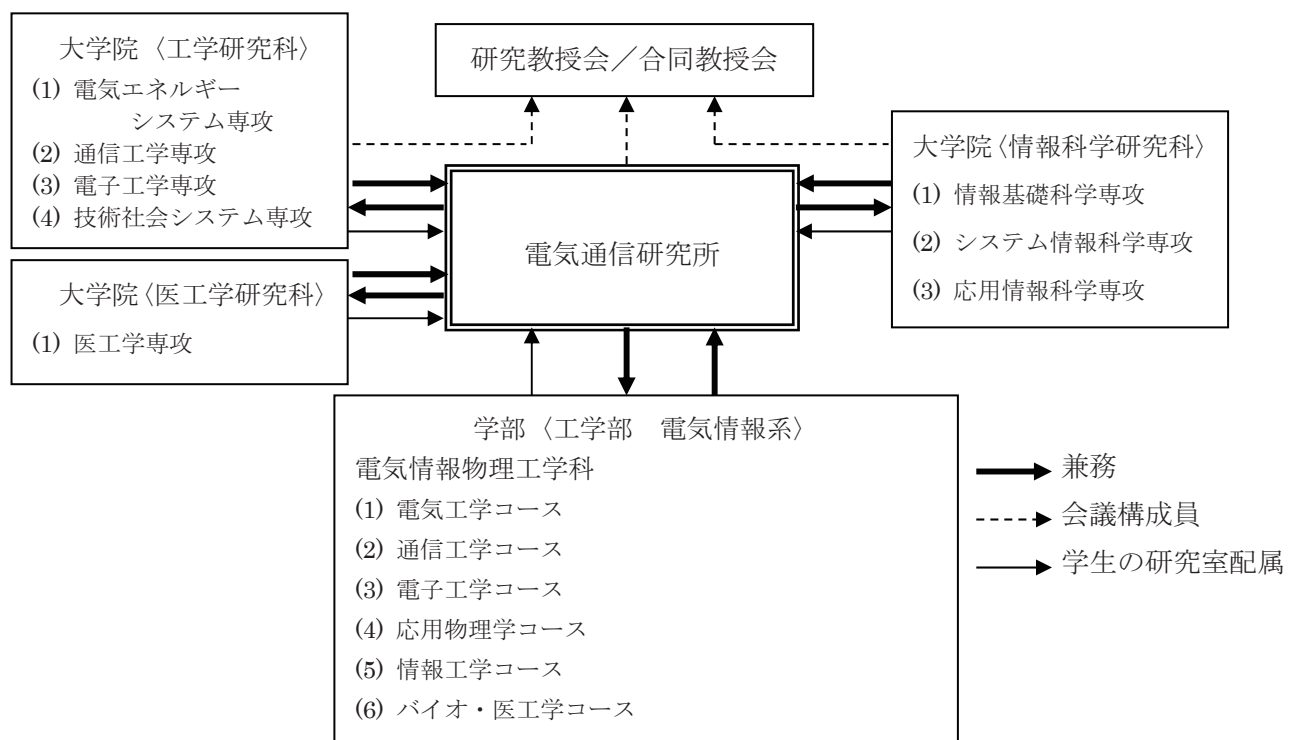 大学院〈工学研究科〉
(1) 電気エネルギー
システム専攻
(2) 通信工学専攻
(3) 電子工学専攻
(4) 技術社会システム専攻
研究教授会／合同教授会
大学院〈情報科学研究科〉
(1) 情報基礎科学専攻
(2) システム情報科学専攻
(3) 応用情報科学専攻
電気通信研究所
大学院〈医工学研究科〉
(1) 医工学専攻
学部〈工学部　電気情報系〉
電気情報物理工学科
(1) 電気工学コース
(2) 通信工学コース
(3) 電子工学コース
(4) 応用物理学コース
(5) 情報工学コース
(6) バイオ・医工学コース
兼務
会議構成員
学生の研究室配属